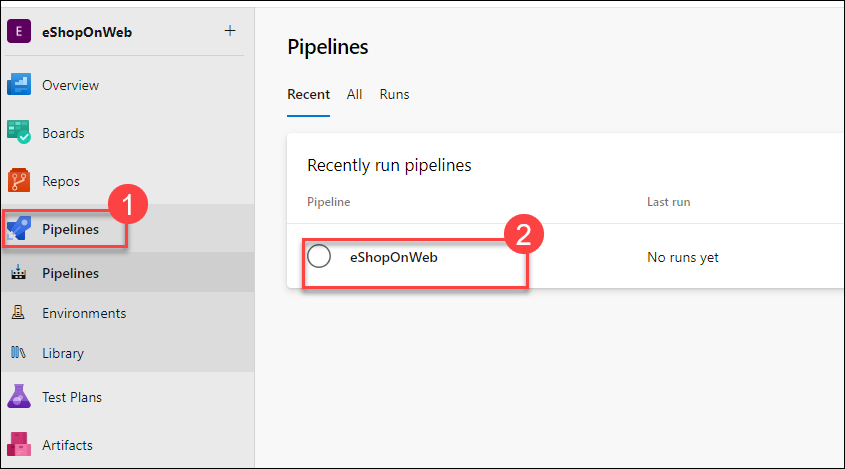 E eShopOnWeb +
Overview
Boards
Repos
1
Pipelines
Pipelines
Environments
Library
Test Plans
Artifacts
Pipelines
Recent All Runs
Recently run pipelines
Pipeline Last run
2
eShopOnWeb No runs yet